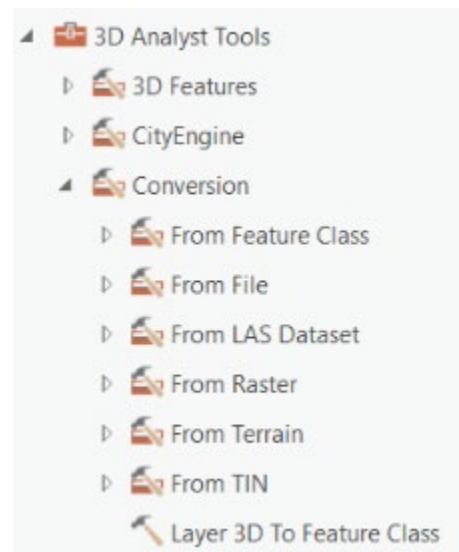 3D Analyst Tools
3D Features
CityEngine
Conversion
From Feature Class
From File
From LAS Dataset
From Raster
From Terrain
From TIN
Layer 3D To Feature Class